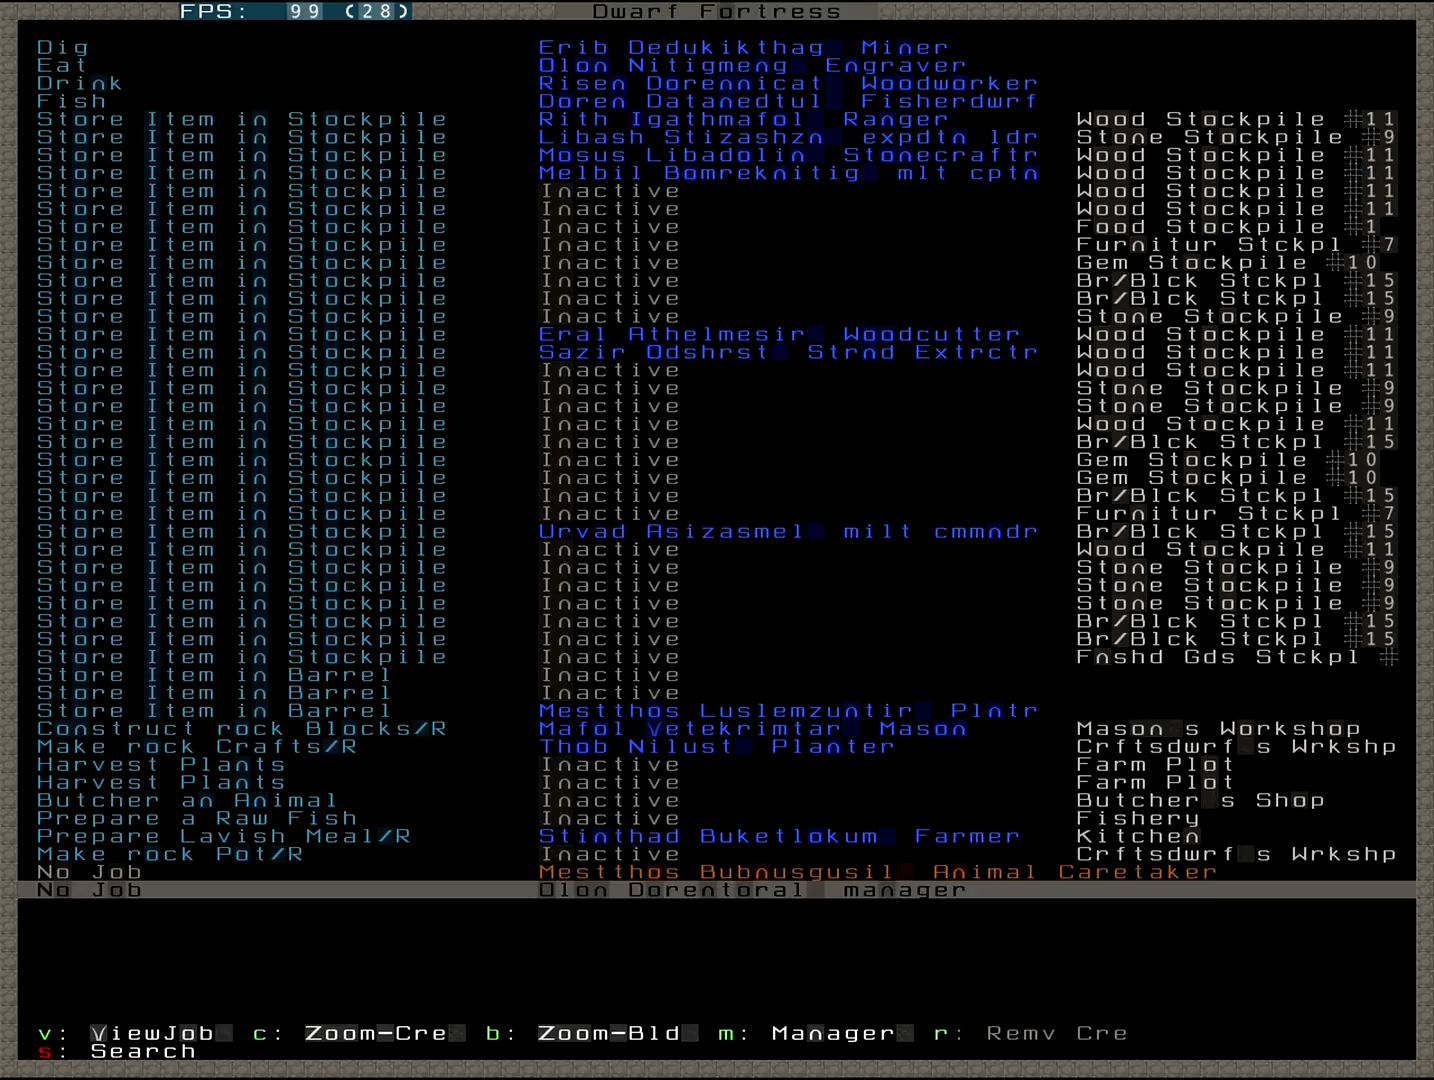 FPS: 99 (28) Dwarf Fortress
Dig Erib Dedukikthag Miner
Eat Olon Nitigmeng Engraver
Drink Risen Dorennicat Woodworker
Fish Doren Datanedtul Fisherdwrf
Store Item in Stockpile Rith Igathmafol Ranger Wood Stockpile #11
Store Item in Stockpile Libash Stizashzn expdtn ldr Stone Stockpile #9
Store Item in Stockpile Mosus Libadolin Stonecraftr Wood Stockpile #11
Store Item in Stockpile Melbil Bomreknitig mlt cptn Wood Stockpile #11
Store Item in Stockpile Inactive Wood Stockpile #11
Store Item in Stockpile Inactive Wood Stockpile #11
Store Item in Stockpile Inactive Food Stockpile #1
Store Item in Stockpile Inactive Furnitur Stckpl #7
Store Item in Stockpile Inactive Gem Stockpile #10
Store Item in Stockpile Inactive Br/Blck Stckpl #15
Store Item in Stockpile Inactive Br/Blck Stckpl #15
Store Item in Stockpile Inactive Stone Stockpile #9
Store Item in Stockpile Eral Athelmesir Woodcutter Wood Stockpile #11
Store Item in Stockpile Sazir Odshrst Strnd Extrctr Wood Stockpile #11
Store Item in Stockpile Inactive Wood Stockpile #11
Store Item in Stockpile Inactive Stone Stockpile #9
Store Item in Stockpile Inactive Stone Stockpile #9
Store Item in Stockpile Inactive Wood Stockpile #11
Store Item in Stockpile Inactive Br/Blck Stckpl #15
Store Item in Stockpile Inactive Gem Stockpile #10
Store Item in Stockpile Inactive Gem Stockpile #10
Store Item in Stockpile Inactive Br/Blck Stckpl #15
Store Item in Stockpile Inactive Furnitur Stckpl #7
Store Item in Stockpile Urvad Asizasmel milt cmmndr Br/Blck Stckpl #15
Store Item in Stockpile Inactive Wood Stockpile #11
Store Item in Stockpile Inactive Stone Stockpile #9
Store Item in Stockpile Inactive Stone Stockpile #9
Store Item in Stockpile Inactive Stone Stockpile #9
Store Item in Stockpile Inactive Br/Blck Stckpl #15
Store Item in Stockpile Inactive Br/Blck Stckpl #15
Store Item in Stockpile Inactive Fnshd Gds Stckpl #
Store Item in Barrel Inactive
Store Item in Barrel Inactive
Store Item in Barrel Mestthos Luslemzuntir Plntr
Construct rock Blocks/R Mafol Vetekrimtar Mason Mason s Workshop
Make rock Crafts/R Thob Nilust Planter Crftsdwrf s Wrkshp
Harvest Plants Inactive Farm Plot
Harvest Plants Inactive Farm Plot
Butcher an Animal Inactive Butcher s Shop
Prepare a Raw Fish Inactive Fishery
Prepare Lavish Meal/R Stinthad Buketlokum Farmer Kitchen
Make rock Pot/R Inactive Crftsdwrf s Wrkshp
No Job Mestthos Bubnusgusil Animal Caretaker
No Job Olon Dorentoral manager
v: ViewJob c: Zoom-Cre b: Zoom-Bld m: Manager r: Remv Cre
s: Search